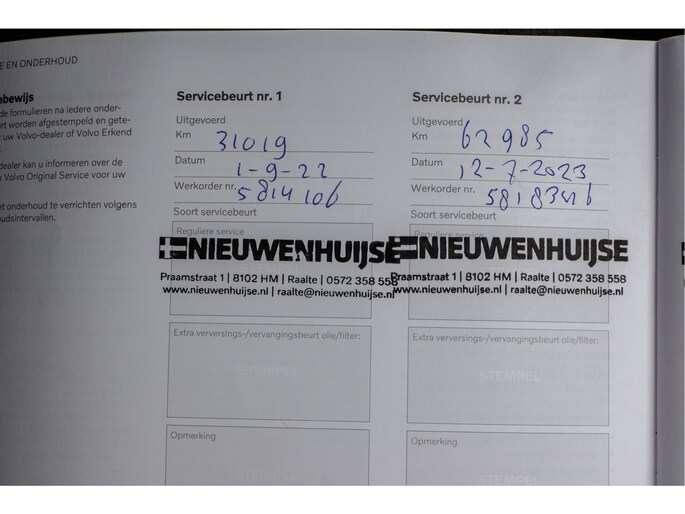 E EN ONDERHOUD
ebewijs
de formulieren na iedere onder-
rt worden afgestempeld en gete-
r uw Volvo-dealer of Volvo Erkend
dealer kan u informeren over de
n Volvo Original Service voor uw
et onderhoud te verrichten volgens
oudsintervallen.
Servicebeurt nr. 1
Uitgevoerd
Km 31019
Datum 1-9-22
Werkorder nr. 5814106
Soort servicebeurt
Reguliere service
NIEUWENHUIJSE
Praamstraat 1 | 8102 HM | Raalte | 0572 358 558
www.nieuwenhuijse.nl | raalte@nieuwenhuijse.nl
Extra verversings-/vervangingsbeurt olie/filter:
STEMPEL
Opmerking
Servicebeurt nr. 2
Uitgevoerd
Km 62985
Datum 12-7-2023
Werkorder nr.
Soort servicebeurt
Reguliere service
NIEUWENHUIJSE
Praamstraat 1 | 8102 HM | Raalte | 0572 358 558
www.nieuwenhuijse.nl | raalte@nieuwenhuijse.nl
Extra verversings-/vervangingsbeurt olie/filter:
STEMPEL
Opmerking